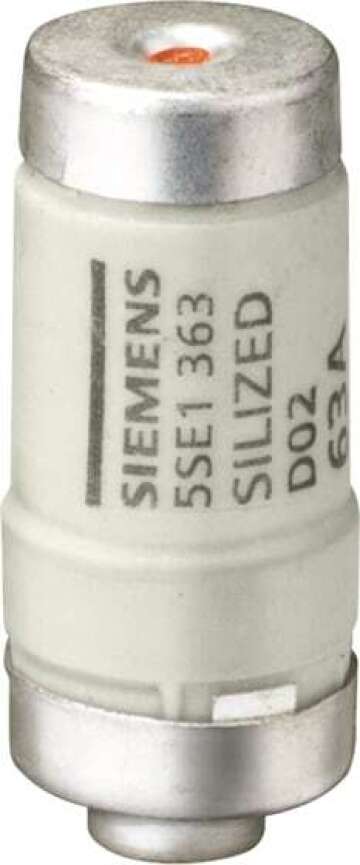 SIEMENS
5SE1 363
SILIZED
D02
63A